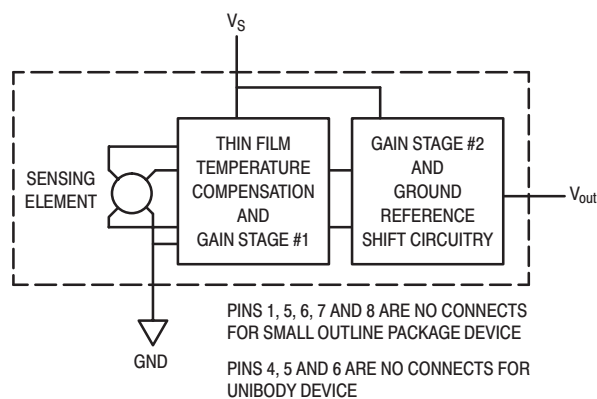 VS
THIN FILM
TEMPERATURE
COMPENSATION
AND
GAIN STAGE #1
GAIN STAGE #2
AND
GROUND
REFERENCE
SHIFT CIRCUITRY
SENSING
ELEMENT
Vout
GND
PINS 1, 5, 6, 7 AND 8 ARE NO CONNECTS
FOR SMALL OUTLINE PACKAGE DEVICE
PINS 4, 5 AND 6 ARE NO CONNECTS FOR
UNIBODY DEVICE